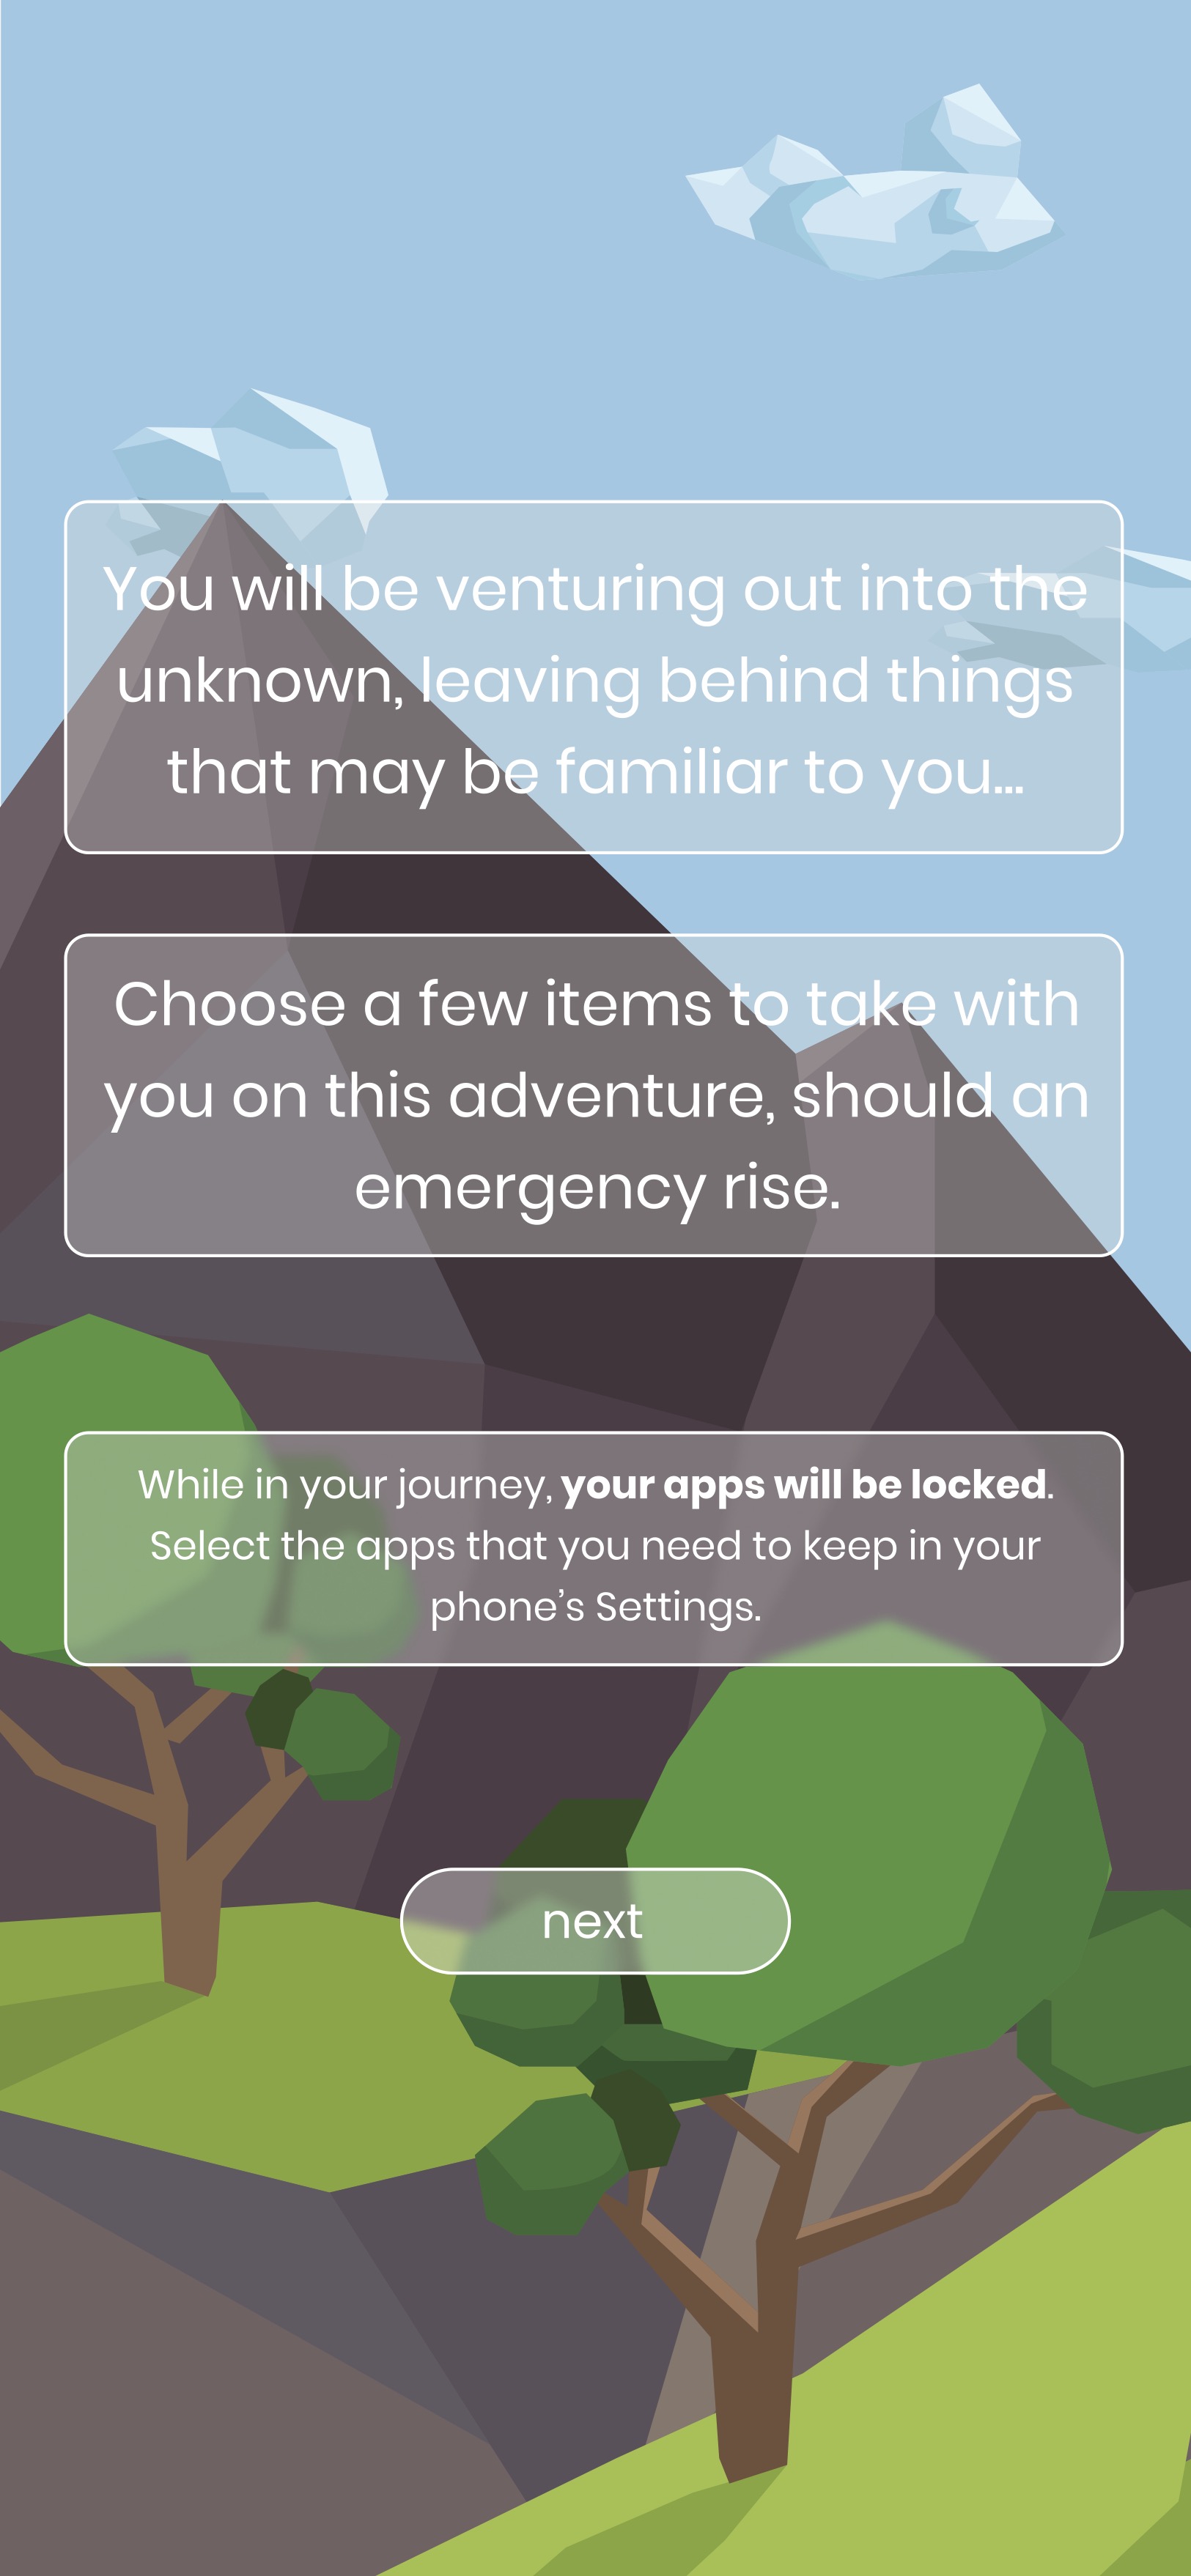 You will be venturing out into the
unknown, leaving behind things
that may be familiar to you...
Choose a few items to take with
you on this adventure, should an
emergency rise.
While in your journey, your apps will be locked.
Select the apps that you need to keep in your
phone’s Settings.
next